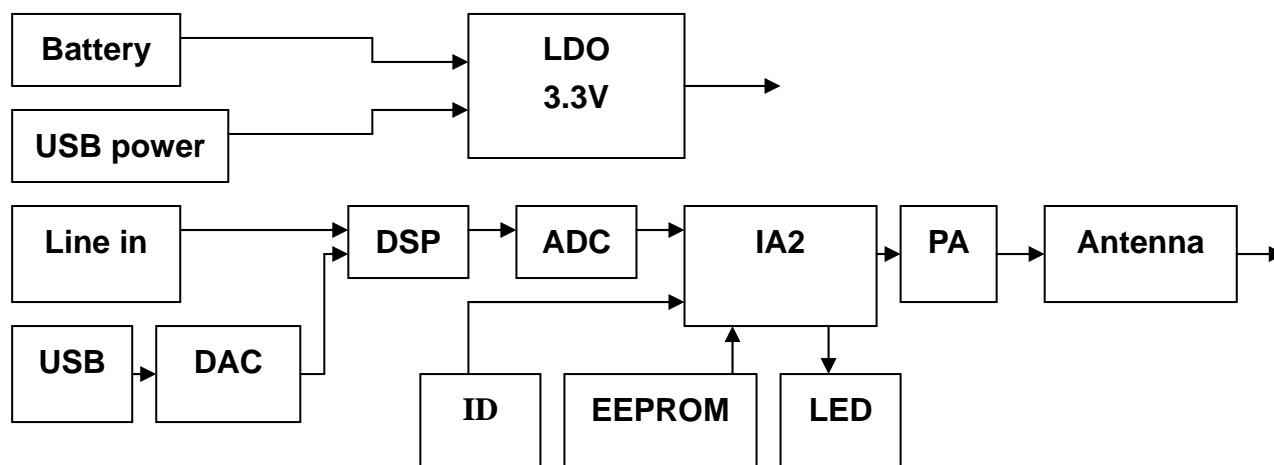 Battery
LDO
3.3V
USB power
Line in
DSP
ADC
IA2
PA
Antenna
USB
DAC
ID
EEPROM
LED